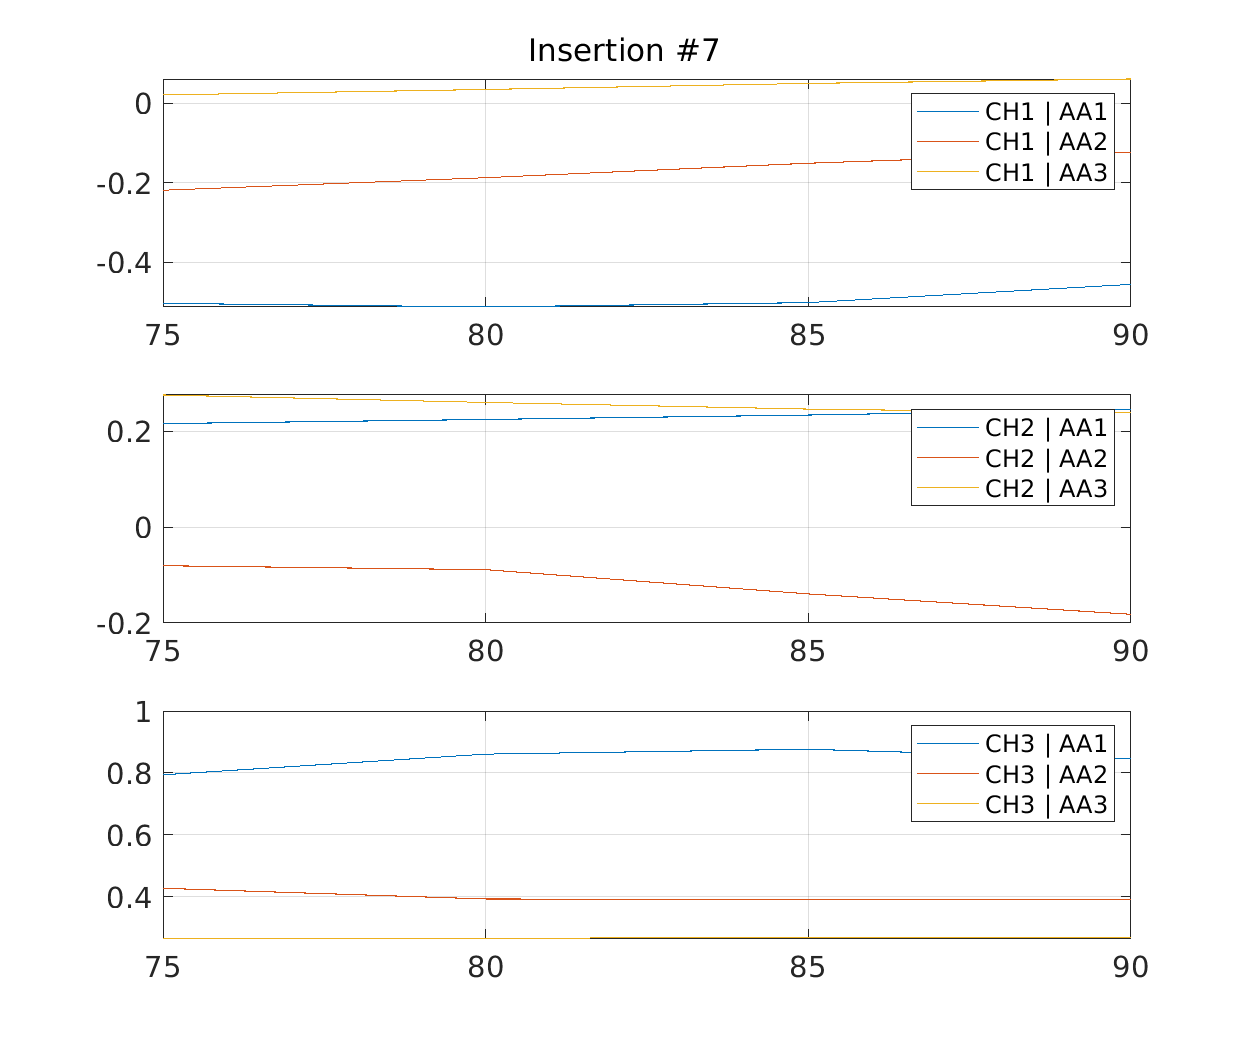 Insertion #7
0
-0.2
-0.4
CH1 | AA1
CH1 | AA2
CH1 | AA3
75 80 85 90
0.2
0
-0.2
CH2 | AA1
CH2 | AA2
CH2 | AA3
75 80 85 90
1
0.8
0.6
0.4
CH3 | AA1
CH3 | AA2
CH3 | AA3
75 80 85 90